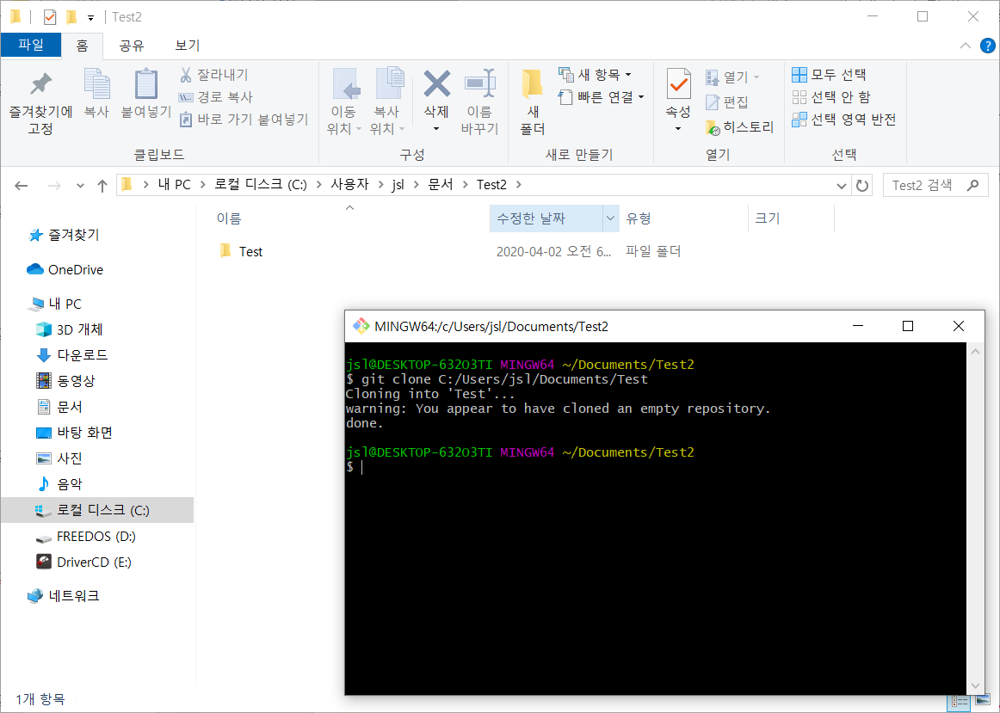 Test2
파일 홈 공유 보기
즐겨찾기에 고정
복사
붙여넣기
잘라내기
경로 복사
바로 가기 붙여넣기
클립보드
이동 위치
복사 위치
삭제
이름 바꾸기
구성
새 폴더
새 항목
빠른 연결
새로 만들기
속성
열기
편집
히스토리
열기
모두 선택
선택 안 함
선택 영역 반전
선택
내 PC > 로컬 디스크 (C:) > 사용자 > jsl > 문서 > Test2 >
Test2 검색
이름 수정한 날짜 유형 크기
Test 2020-04-02 오전 6... 파일 폴더
즐겨찾기
OneDrive
내 PC
3D 개체
다운로드
동영상
문서
바탕 화면
사진
음악
로컬 디스크 (C:)
FREEDOS (D:)
DriverCD (E:)
네트워크
1개 항목
MINGW64:/c/Users/jsl/Documents/Test2
jsl@DESKTOP-632O3TI MINGW64 ~/Documents/Test2
$ git clone C:/Users/jsl/Documents/Test
Cloning into 'Test'...
warning: You appear to have cloned an empty repository.
done.
jsl@DESKTOP-632O3TI MINGW64 ~/Documents/Test2
$